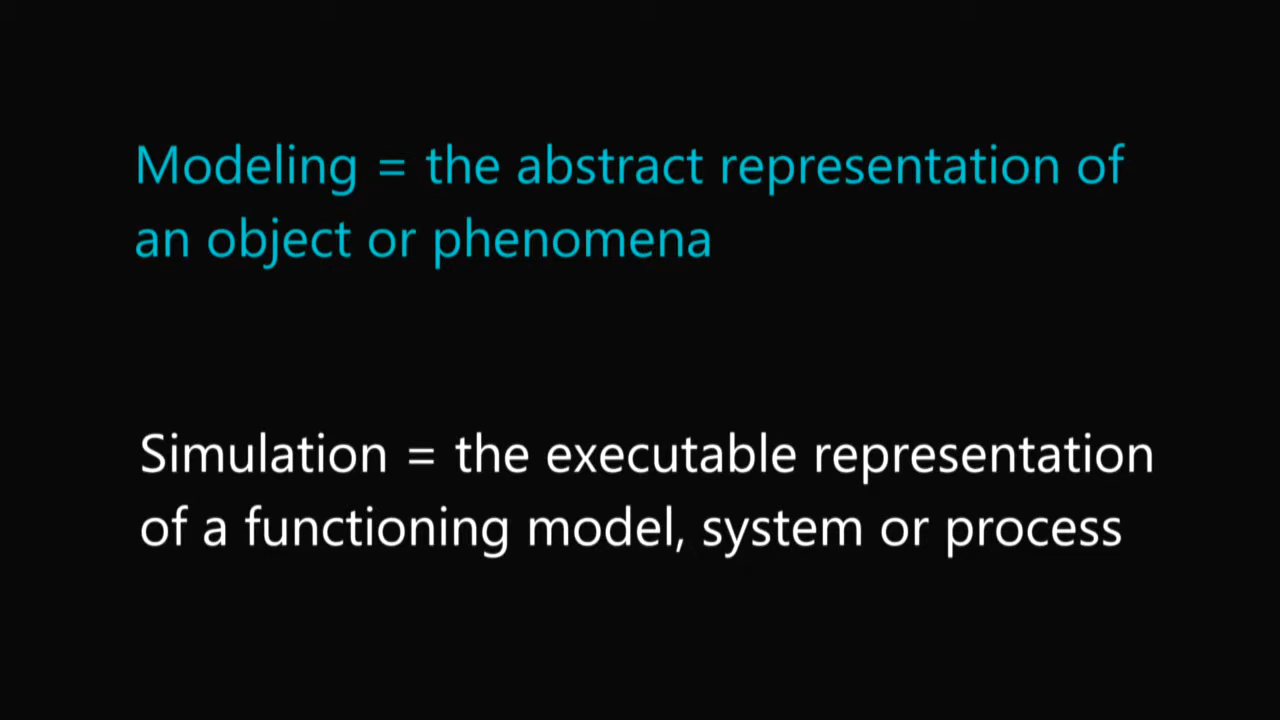 Modeling = the abstract representation of
an object or phenomena
Simulation = the executable representation
of a functioning model, system or process